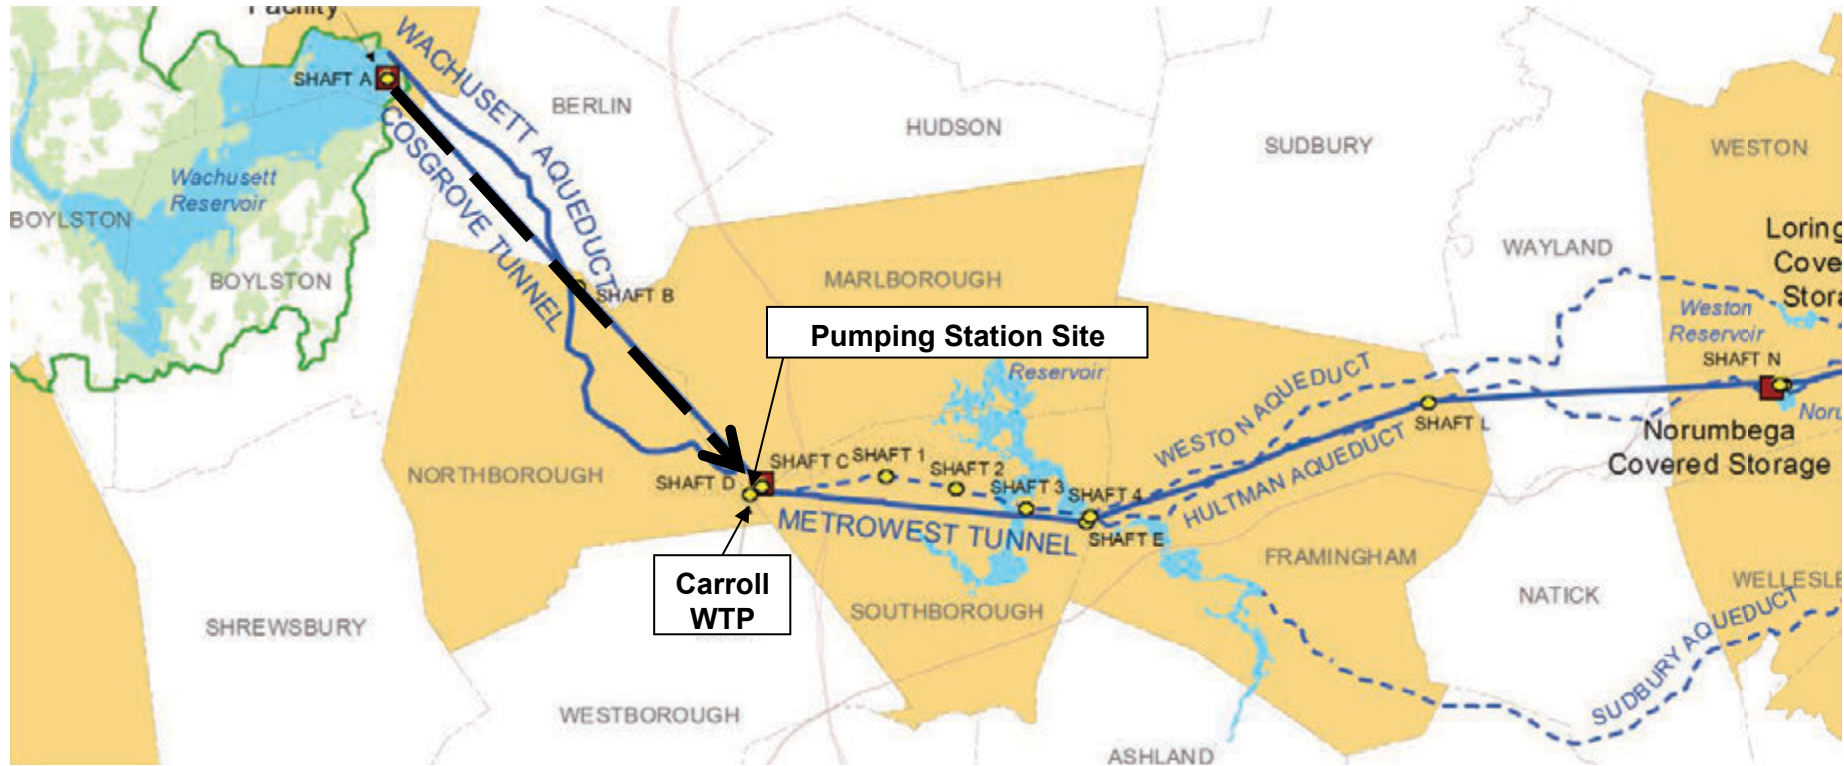 Facility
SHAFT A
WACHUSETT AQUEDUCT
COSGROVE TUNNEL
BERLIN
HUDSON
SUDBURY
WESTON
Wachusett
Reservoir
BOYLSTON
BOYLSTON
SHAFT B
MARLBOROUGH
WAYLAND
Loring
Cove
Stora
Weston
Reservoir
SHAFT N
Pumping Station Site
Reservoir
WESTON AQUEDUCT
HULTMAN AQUEDUCT
SHAFT L
Noru
Norumbega
Covered Storage
NORTHBOROUGH
SHAFT D
SHAFT C
SHAFT 1
SHAFT 2
SHAFT 3
SHAFT 4
SHAFT E
METROWEST TUNNEL
Carroll
WTP
SHREWSBURY
SOUTHBOROUGH
FRAMINGHAM
NATICK
WELLESLE
SUDBURY AQUEDUCT
WESTBOROUGH
ASHLAND